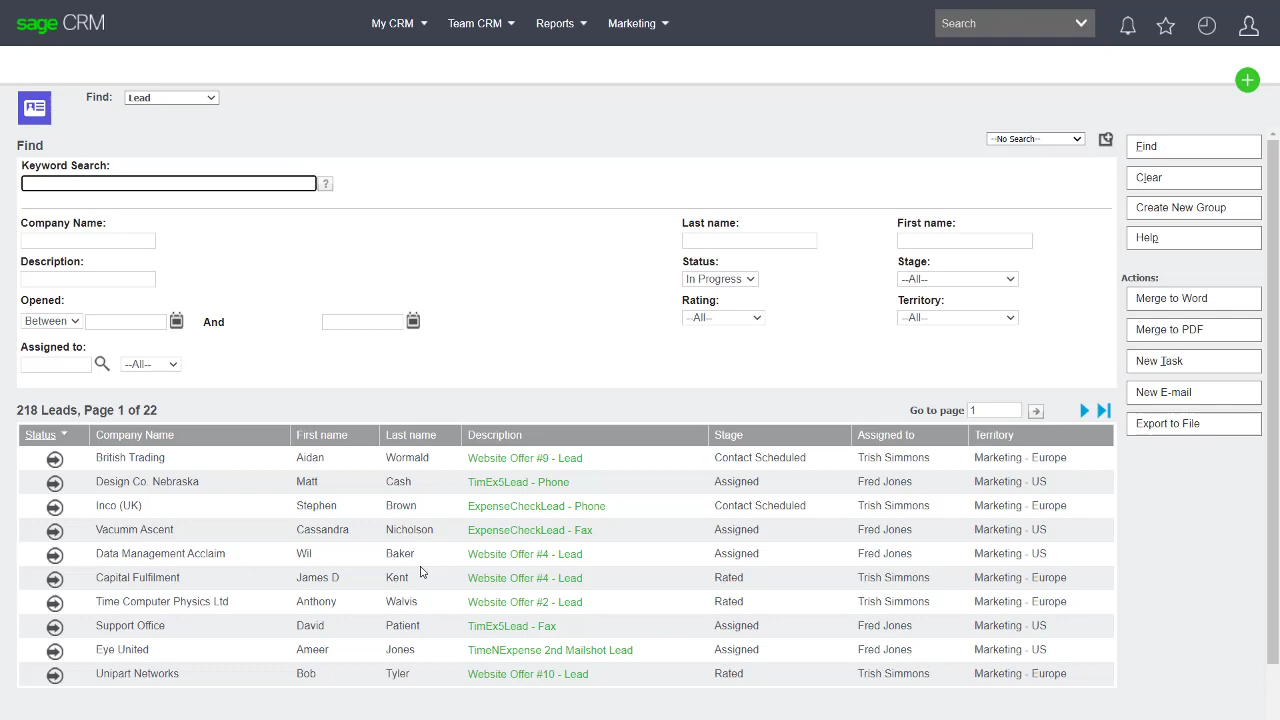 sage CRM My CRM Team CRM Reports Marketing Search
Find: Lead
Find --No Search--
Keyword Search:
?
Company Name: Last name: First name:
Description: Status: Stage:
In Progress --All--
Opened: Rating: Territory:
Between And --All-- --All--
Assigned to:
--All--
Find
Clear
Create New Group
Help
Actions:
Merge to Word
Merge to PDF
New Task
New E-mail
Export to File
218 Leads, Page 1 of 22 Go to page 1
Status Company Name First name Last name Description Stage Assigned to Territory
British Trading Aidan Wormald Website Offer #9 - Lead Contact Scheduled Trish Simmons Marketing - Europe
Design Co. Nebraska Matt Cash TimEx5Lead - Phone Assigned Fred Jones Marketing - US
Inco (UK) Stephen Brown ExpenseCheckLead - Phone Contact Scheduled Trish Simmons Marketing - Europe
Vacumm Ascent Cassandra Nicholson ExpenseCheckLead - Fax Assigned Fred Jones Marketing - US
Data Management Acclaim Wil Baker Website Offer #4 - Lead Assigned Fred Jones Marketing - US
Capital Fulfilment James D Kent Website Offer #4 - Lead Rated Trish Simmons Marketing - Europe
Time Computer Physics Ltd Anthony Walvis Website Offer #2 - Lead Rated Trish Simmons Marketing - Europe
Support Office David Patient TimEx5Lead - Fax Assigned Fred Jones Marketing - US
Eye United Ameer Jones TimeNExpense 2nd Mailshot Lead Assigned Fred Jones Marketing - US
Unipart Networks Bob Tyler Website Offer #10 - Lead Rated Trish Simmons Marketing - Europe